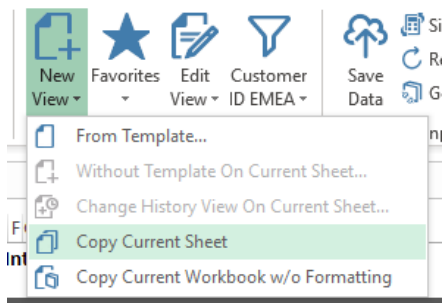 New View
Favorites
Edit View
Customer ID EMEA
Save Data
From Template...
Without Template On Current Sheet...
Change History View On Current Sheet...
Copy Current Sheet
Copy Current Workbook w/o Formatting